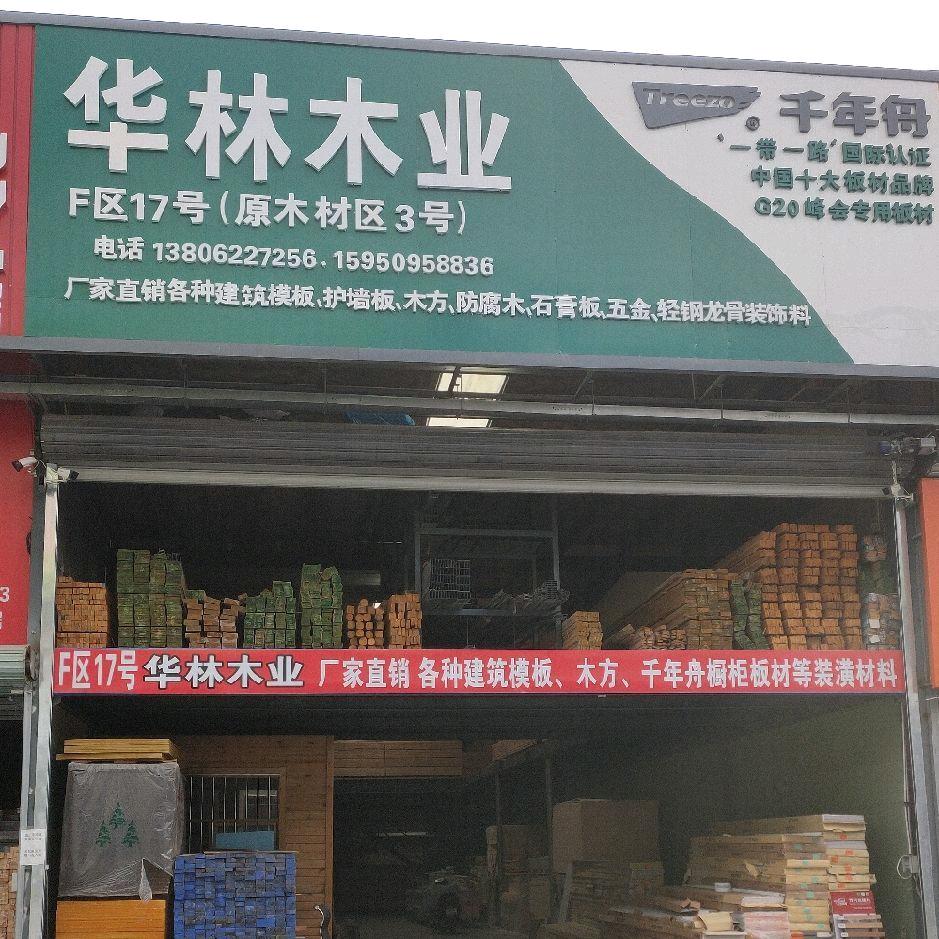 华林木业
F区17号(原木材区3号)
电话 13806227256 · 15950958836
厂家直销各种建筑模板、护墙板、木方、防腐木、石膏板、五金、轻钢龙骨装饰料
Treezo® 千年舟
'一带一路'国际认证
中国十大板材品牌
G20峰会专用板材
F区17号 华林木业 厂家直销 各种建筑模板、木方、千年舟橱柜板材等装潢材料